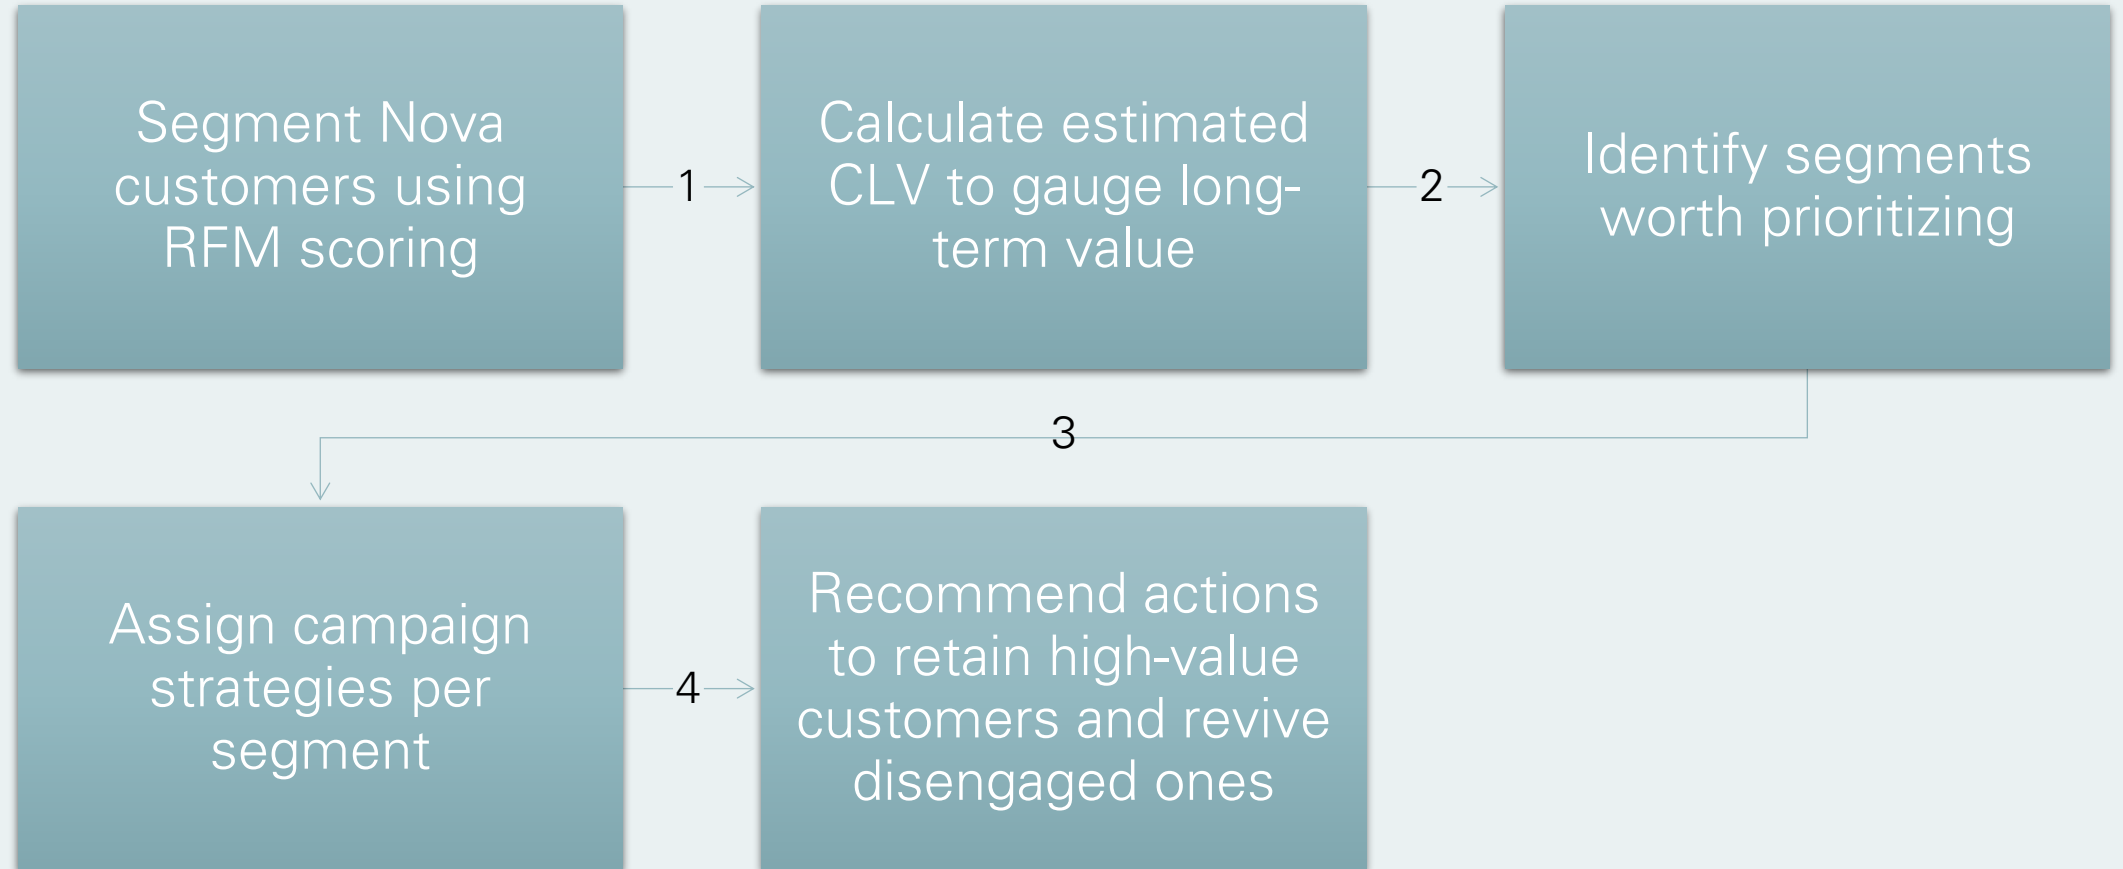 Segment Nova
customers using
RFM scoring
1
Calculate estimated
CLV to gauge long-
term value
2
Identify segments
worth prioritizing
3
Assign campaign
strategies per
segment
4
Recommend actions
to retain high-value
customers and revive
disengaged ones